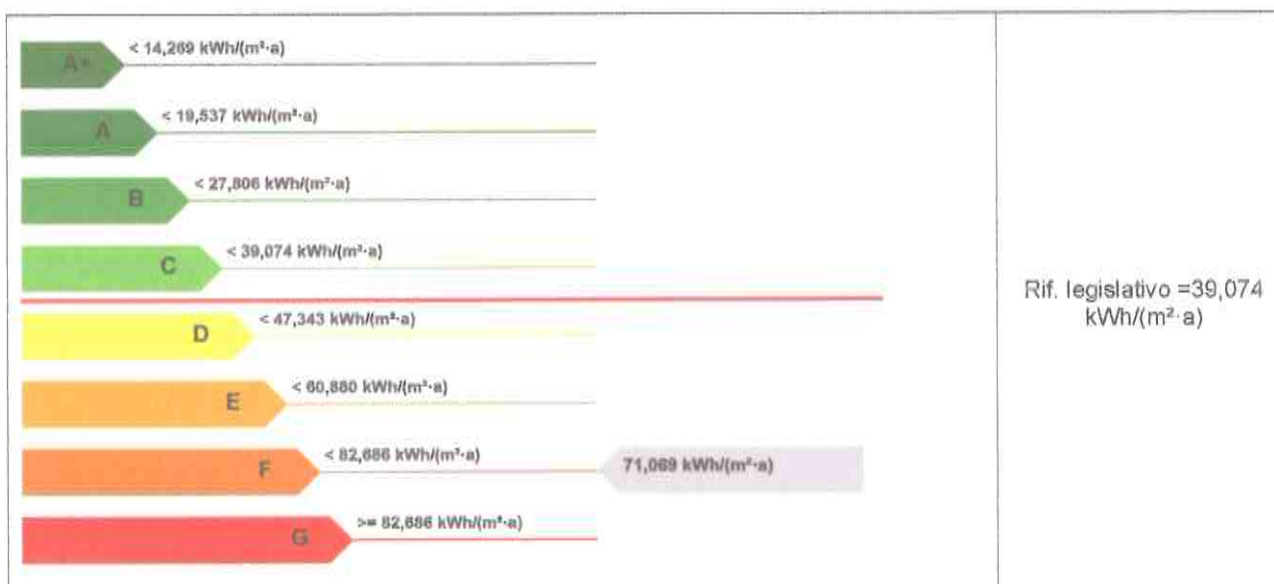 A+
< 14,269 kWh/(m²·a)
A
< 19,537 kWh/(m²·a)
B
< 27,806 kWh/(m²·a)
C
< 39,074 kWh/(m²·a)
D
< 47,343 kWh/(m²·a)
E
< 60,880 kWh/(m²·a)
F
< 82,686 kWh/(m²·a)
71,069 kWh/(m²·a)
G
>= 82,686 kWh/(m²·a)
Rif. legislativo =39,074
kWh/(m²·a)